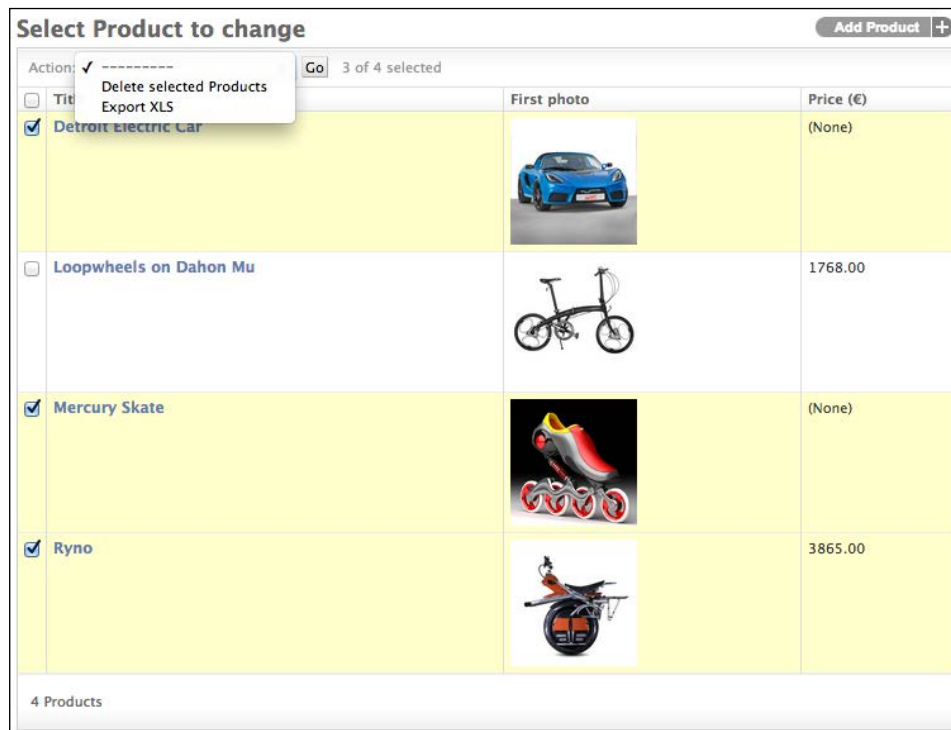 Select Product to change
Add Product +
Action: ✓ ---------
Go 3 of 4 selected
Delete selected Products
Export XLS
First photo Price (€)
Detroit Electric Car (None)
Loopwheels on Dahon Mu 1768.00
Mercury Skate (None)
Ryno 3865.00
4 Products